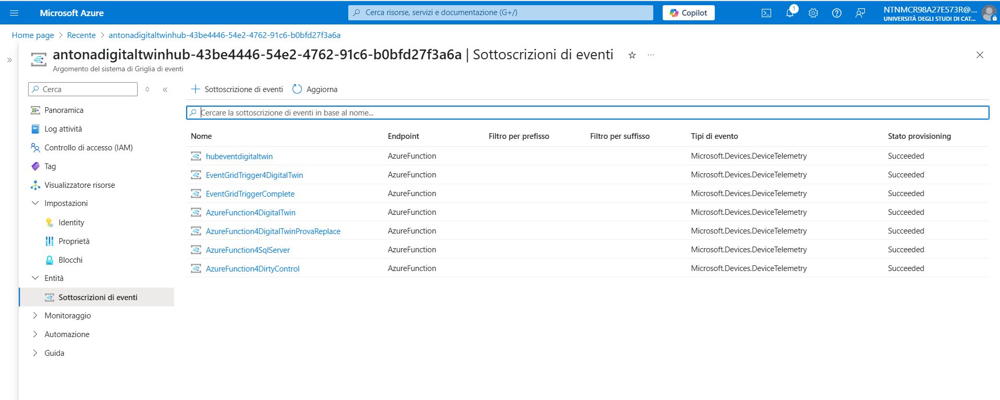 Microsoft Azure
Cerca risorse, servizi e documentazione (G+/)
Copilot
1
NTNMCR98A27E573R@...
UNIVERSITÀ DEGLI STUDI DI CAT...
Home page > Recente > antonadigitaltwinhub-43be4446-54e2-4762-91c6-b0bfd27f3a6a
antonadigitaltwinhub-43be4446-54e2-4762-91c6-b0bfd27f3a6a | Sottoscrizioni di eventi
Argomento del sistema di Griglia di eventi
Cerca
Panoramica
Log attività
Controllo di accesso (IAM)
Tag
Visualizzatore risorse
Impostazioni
Identity
Proprietà
Blocchi
Entità
Sottoscrizioni di eventi
Monitoraggio
Automazione
Guida
Sottoscrizione di eventi Aggiorna
Cercare la sottoscrizione di eventi in base al nome...
Nome Endpoint Filtro per prefisso Filtro per suffisso Tipi di evento Stato provisioning
hubeventdigitaltwin AzureFunction Microsoft.Devices.DeviceTelemetry Succeeded
EventGridTrigger4DigitalTwin AzureFunction Microsoft.Devices.DeviceTelemetry Succeeded
EventGridTriggerComplete AzureFunction Microsoft.Devices.DeviceTelemetry Succeeded
AzureFunction4DigitalTwin AzureFunction Microsoft.Devices.DeviceTelemetry Succeeded
AzureFunction4DigitalTwinProvaReplace AzureFunction Microsoft.Devices.DeviceTelemetry Succeeded
AzureFunction4SqlServer AzureFunction Microsoft.Devices.DeviceTelemetry Succeeded
AzureFunction4DirtyControl AzureFunction Microsoft.Devices.DeviceTelemetry Succeeded